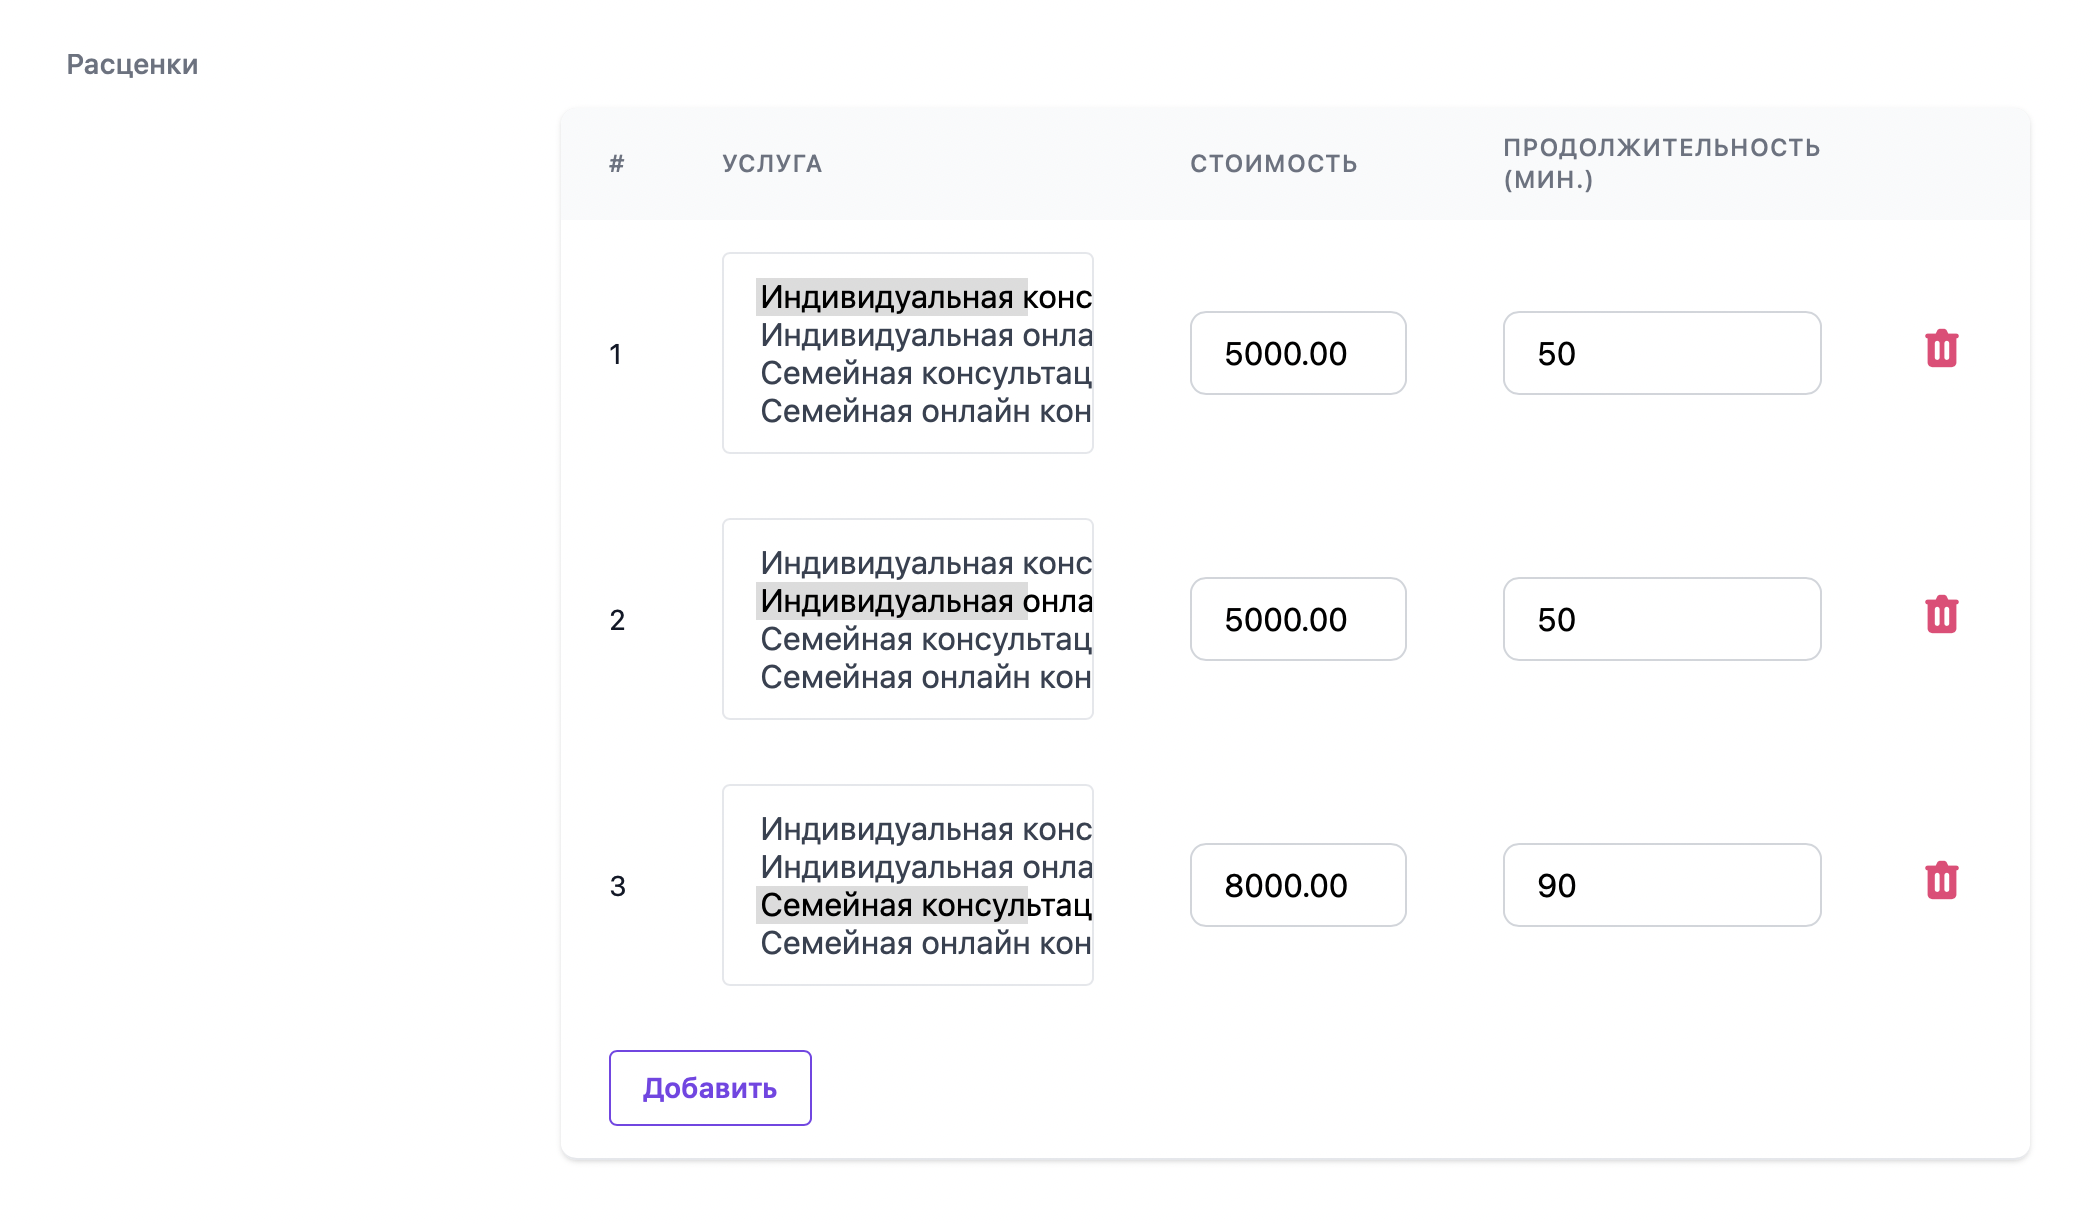 Расценки
# УСЛУГА СТОИМОСТЬ ПРОДОЛЖИТЕЛЬНОСТЬ
(МИН.)
Индивидуальная конс
Индивидуальная онла
1 5000.00 50
Семейная консультац
Семейная онлайн кон
Индивидуальная конс
Индивидуальная онла
2 5000.00 50
Семейная консультац
Семейная онлайн кон
Индивидуальная конс
Индивидуальная онла
3 8000.00 90
Семейная консультац
Семейная онлайн кон
Добавить